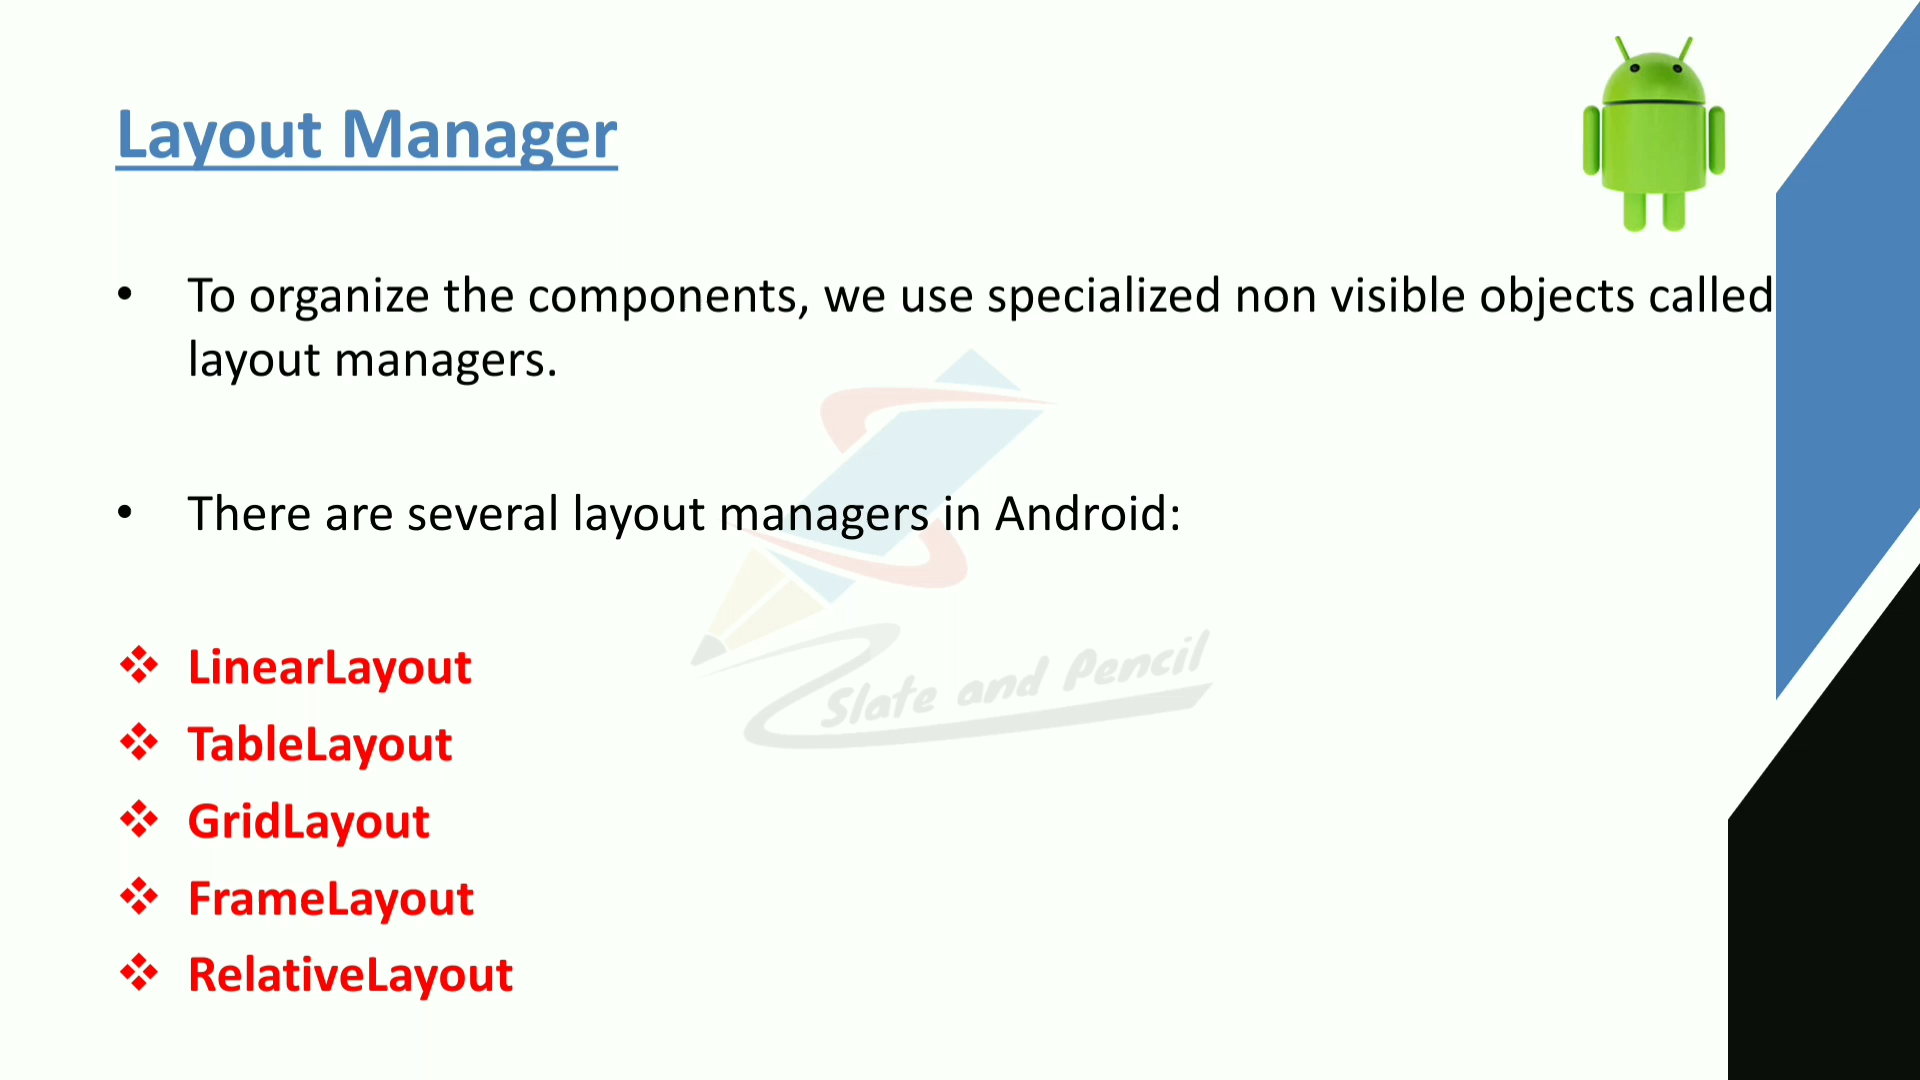 Layout Manager
• To organize the components, we use specialized non visible objects called
layout managers.
• There are several layout managers in Android:
Slate and Pencil
❖ LinearLayout
❖ TableLayout
❖ GridLayout
❖ FrameLayout
❖ RelativeLayout